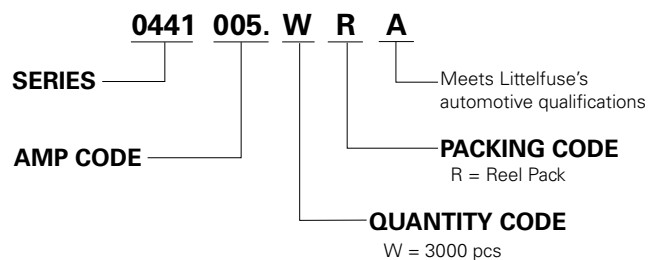 0441 005. W R A
SERIES
Meets Littelfuse's
automotive qualifications
AMP CODE
PACKING CODE
R = Reel Pack
QUANTITY CODE
W = 3000 pcs